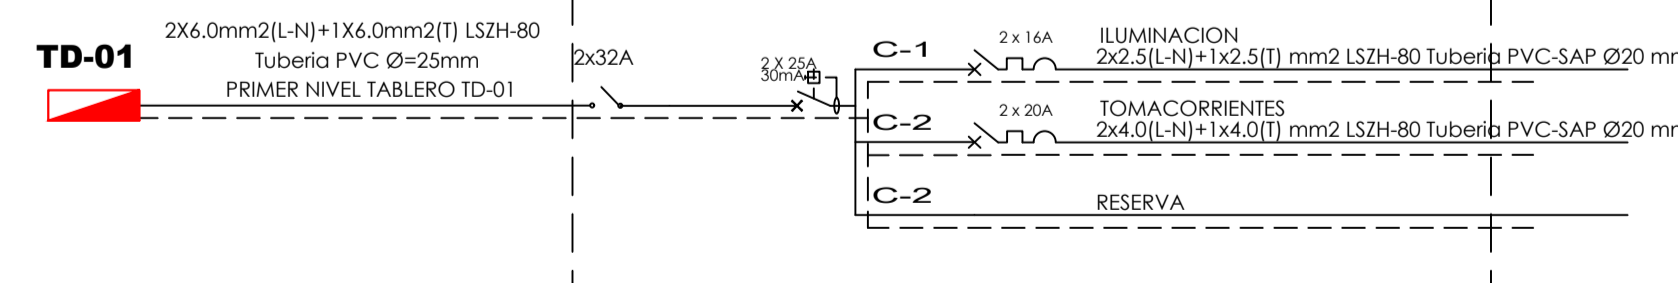 TD-01
2X6.0mm2(L-N)+1X6.0mm2(T) LSZH-80
Tuberia PVC Ø=25mm
PRIMER NIVEL TABLERO TD-01
2x32A
2 X 25A
30mA
C-1
2 x 16A
ILUMINACION
2x2.5(L-N)+1x2.5(T) mm2 LSZH-80 Tuberia PVC-SAP Ø20 mm
C-2
2 x 20A
TOMACORRIENTES
2x4.0(L-N)+1x4.0(T) mm2 LSZH-80 Tuberia PVC-SAP Ø20 mm
C-2
RESERVA